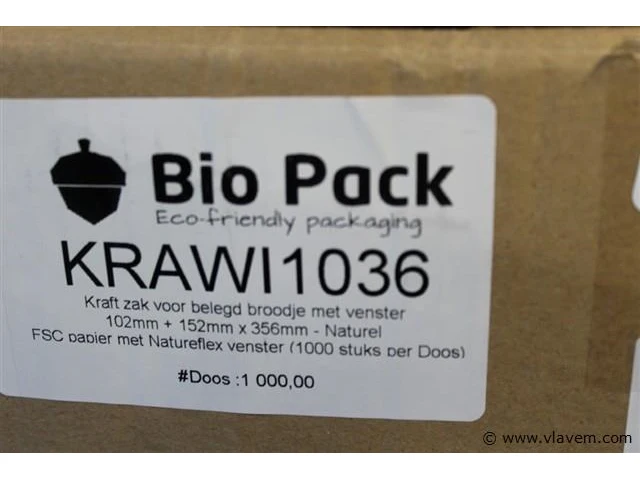 Bio Pack
Eco-friendly packaging
KRAWI1036
Kraft zak voor belegd broodje met venster
102mm + 152mm x 356mm - Naturel
FSC papier met Natureflex venster (1000 stuks per Doos)
#Doos :1 000,00
© www.vlavem.com